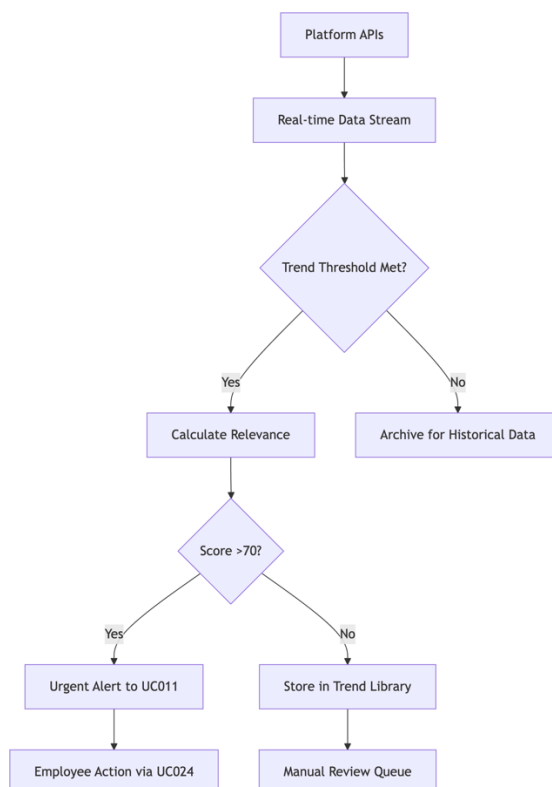 Platform APIs
Real-time Data Stream
Trend Threshold Met?
Yes
No
Calculate Relevance
Archive for Historical Data
Score >70?
Yes
No
Urgent Alert to UC011
Store in Trend Library
Employee Action via UC024
Manual Review Queue